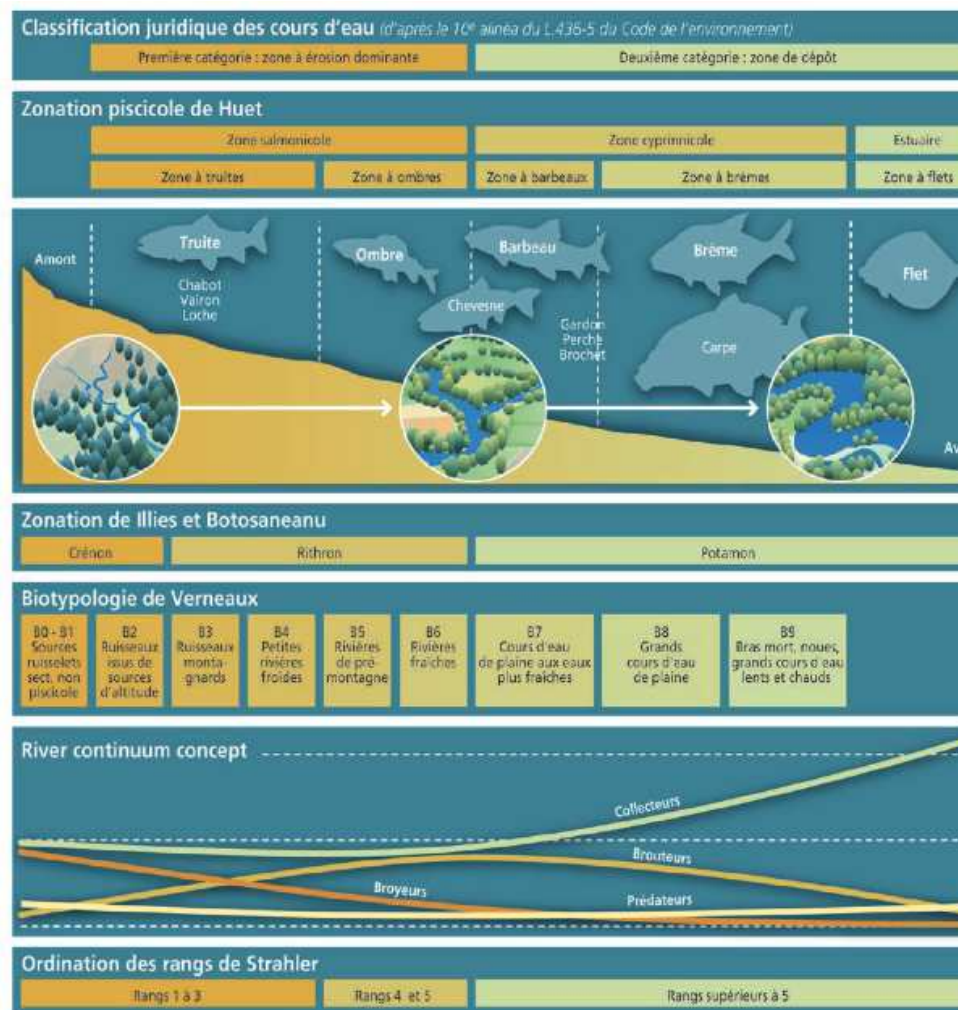 Classification juridique des cours d'eau (d'après le 10e alinéa du L.436-5 du Code de l'environnement)
Première catégorie : zone à érosion dominante
Deuxième catégorie : zone de dépôt
Zonation piscicole de Huet
Zone salmonicole
Zone cyprinnicole
Estuaire
Zone à truites
Zone à ombres
Zone à barbeaux
Zone à brèmes
Zone à flets
Amont
Truite
Chabot
Vairon
Loche
Ombre
Chevesne
Barbeau
Gardon
Perche
Brochet
Brème
Carpe
Flet
Av
Zonation de Illies et Botosaneanu
Crénon
Rithron
Potamon
Biotypologie de Verneaux
B0 - B1
Sources
ruisselets
sect. non
piscicole
B2
Ruisseaux
issus de
sources
d'altitude
B3
Ruisseaux
monta-
gnards
B4
Petites
rivières
froides
B5
Rivières
de pré-
montagne
B6
Rivières
fraîches
B7
Cours d'eau
de plaine aux eaux
plus fraîches
B8
Grands
cours d'eau
de plaine
B9
Bras mort, noues,
grands cours d'eau
lents et chauds
River continuum concept
Collecteurs
Brouteurs
Broyeurs
Prédateurs
Ordination des rangs de Strahler
Rangs 1 à 3
Rangs 4 et 5
Rangs supérieurs à 5